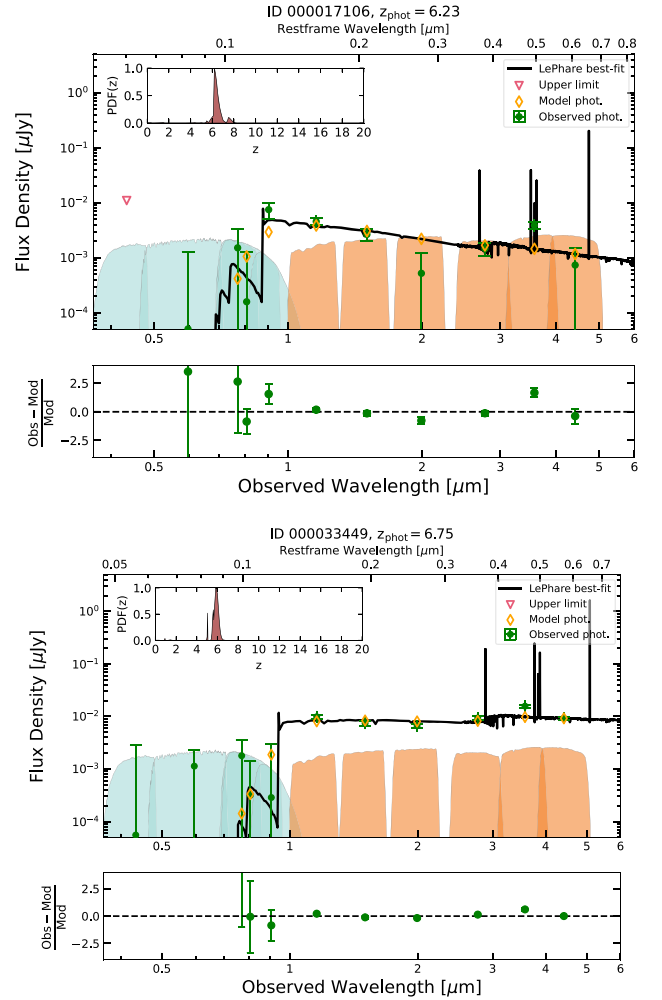 ID 000017106, z_phot = 6.23
Restframe Wavelength [μm]
0.1 0.2 0.3 0.4 0.5 0.6 0.7 0.8
LePhare best-fit
Upper limit
Model phot.
Observed phot.
PDF(z)
1.0
0.5
0.0
0 2 4 6 8 10 12 14 16 18 20
z
Flux Density [μJy]
10^0
10^-1
10^-2
10^-3
10^-4
0.5 1 2 3 4 5 6
Obs − Mod
Mod
2.5
0.0
−2.5
0.5 1 2 3 4 5 6
Observed Wavelength [μm]
ID 000033449, z_phot = 6.75
Restframe Wavelength [μm]
0.05 0.1 0.2 0.3 0.4 0.5 0.6 0.7
LePhare best-fit
Upper limit
Model phot.
Observed phot.
PDF(z)
1.0
0.5
0.0
0 2 4 6 8 10 12 14 16 18 20
z
Flux Density [μJy]
10^0
10^-1
10^-2
10^-3
10^-4
0.5 1 2 3 4 5 6
Obs − Mod
Mod
2.5
0.0
−2.5
0.5 1 2 3 4 5 6
Observed Wavelength [μm]